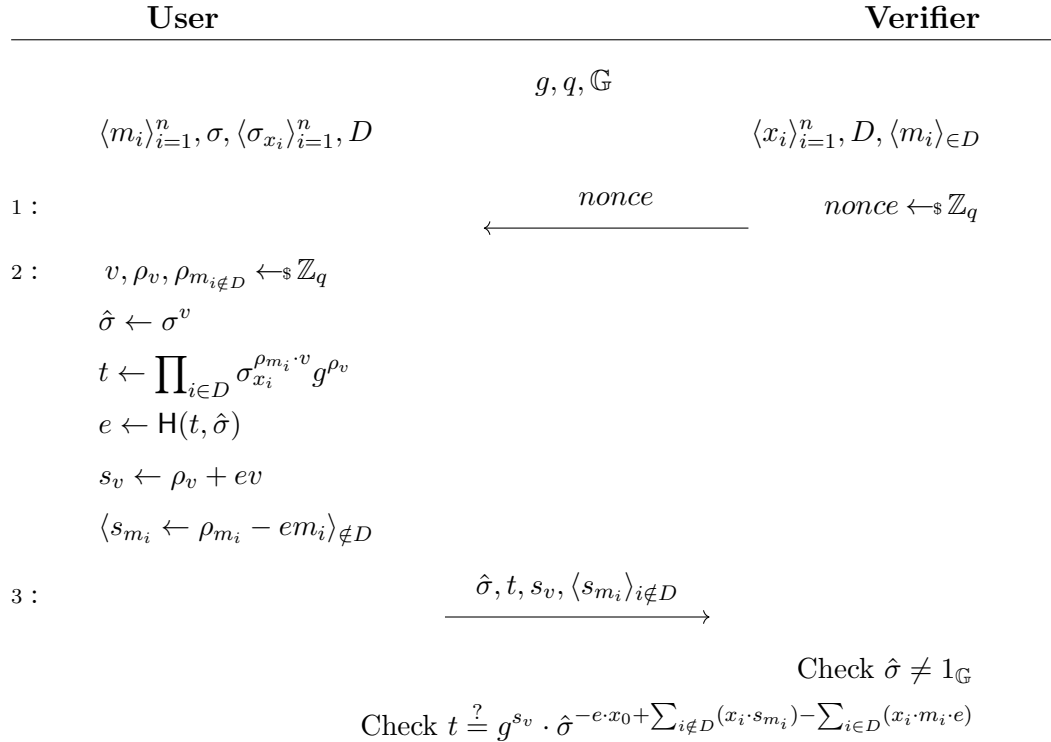 User Verifier
g, q, 𝔾
⟨m_i⟩_{i=1}^n, σ, ⟨σ_{x_i}⟩_{i=1}^n, D ⟨x_i⟩_{i=1}^n, D, ⟨m_i⟩_{∈D}
1 : nonce nonce ←$ ℤ_q
2 : v, ρ_v, ρ_{m_{i∉D}} ←$ ℤ_q
σ̂ ← σ^v
t ← ∏_{i∈D} σ_{x_i}^{ρ_{m_i}·v} g^{ρ_v}
e ← H(t, σ̂)
s_v ← ρ_v + ev
⟨s_{m_i} ← ρ_{m_i} − em_i⟩_{∉D}
3 : σ̂, t, s_v, ⟨s_{m_i}⟩_{i∉D}
Check σ̂ ≠ 1_𝔾
Check t ≟ g^{s_v} · σ̂^{−e·x_0+∑_{i∉D}(x_i·s_{m_i})−∑_{i∈D}(x_i·m_i·e)}